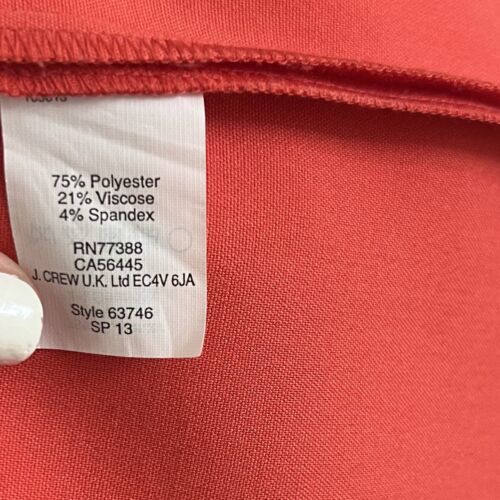 75% Polyester
21% Viscose
4% Spandex
RN77388
CA56445
J. CREW U.K. Ltd EC4V 6JA
Style 63746
SP 13